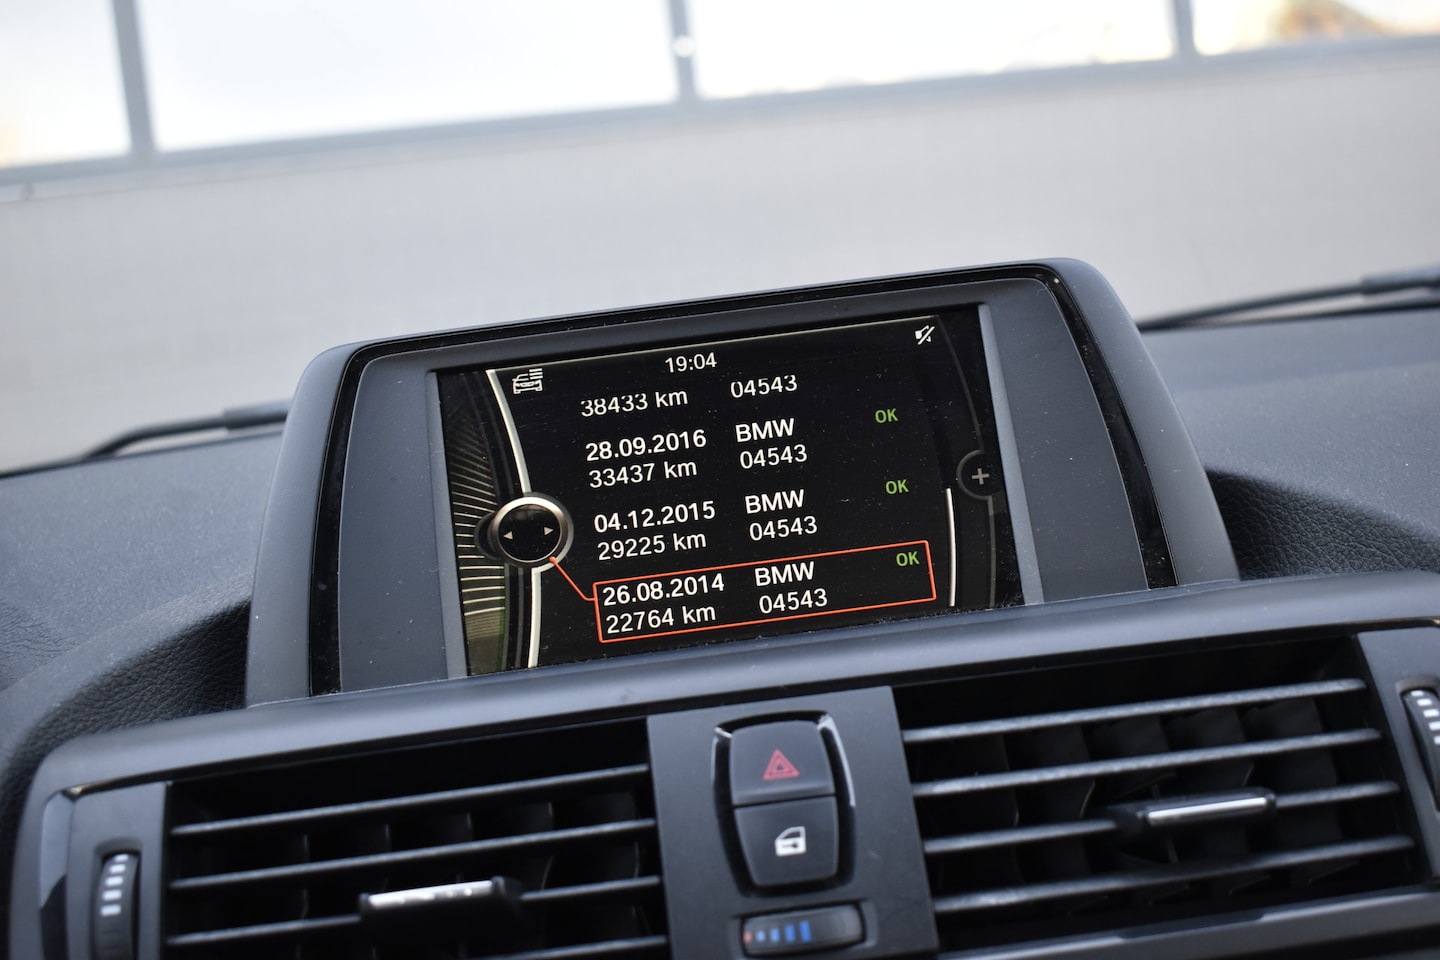 19:04
38433 km 04543
28.09.2016 BMW OK
33437 km 04543
04.12.2015 BMW OK
29225 km 04543
26.08.2014 BMW OK
22764 km 04543